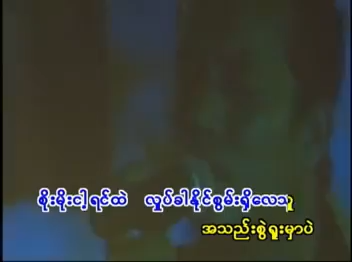 စိုးမိုးငါ့ရင်ထဲ လှုပ်ခါနိုင်စွမ်းရှိလေသူ
အသည်းစွဲရူးမှာပဲ